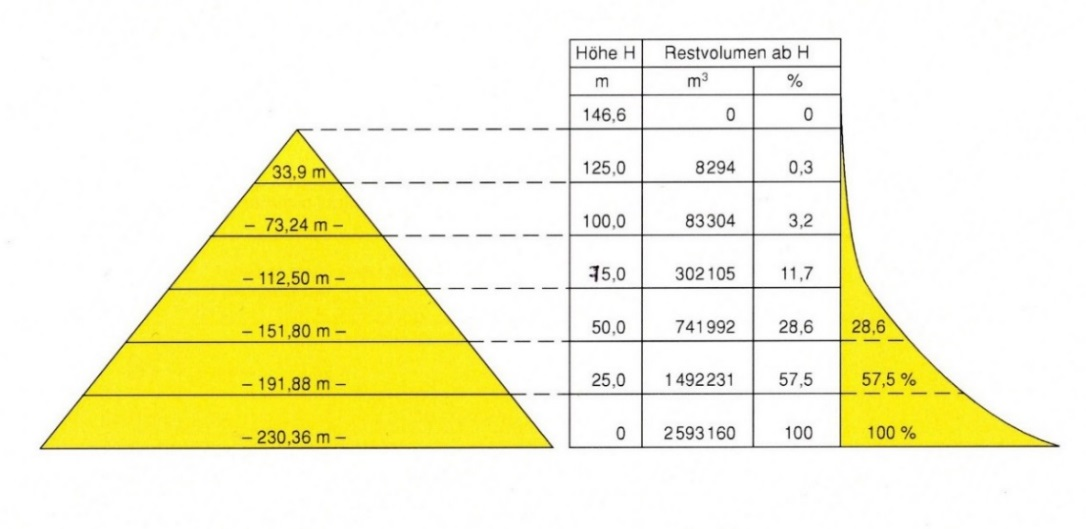 Höhe H Restvolumen ab H
m m³ %
146,6 0 0
33,9 m 125,0 8294 0,3
– 73,24 m – 100,0 83304 3,2
– 112,50 m – 75,0 302105 11,7
– 151,80 m – 50,0 741992 28,6 28,6
– 191,88 m – 25,0 1492231 57,5 57,5 %
– 230,36 m – 0 2593160 100 100 %